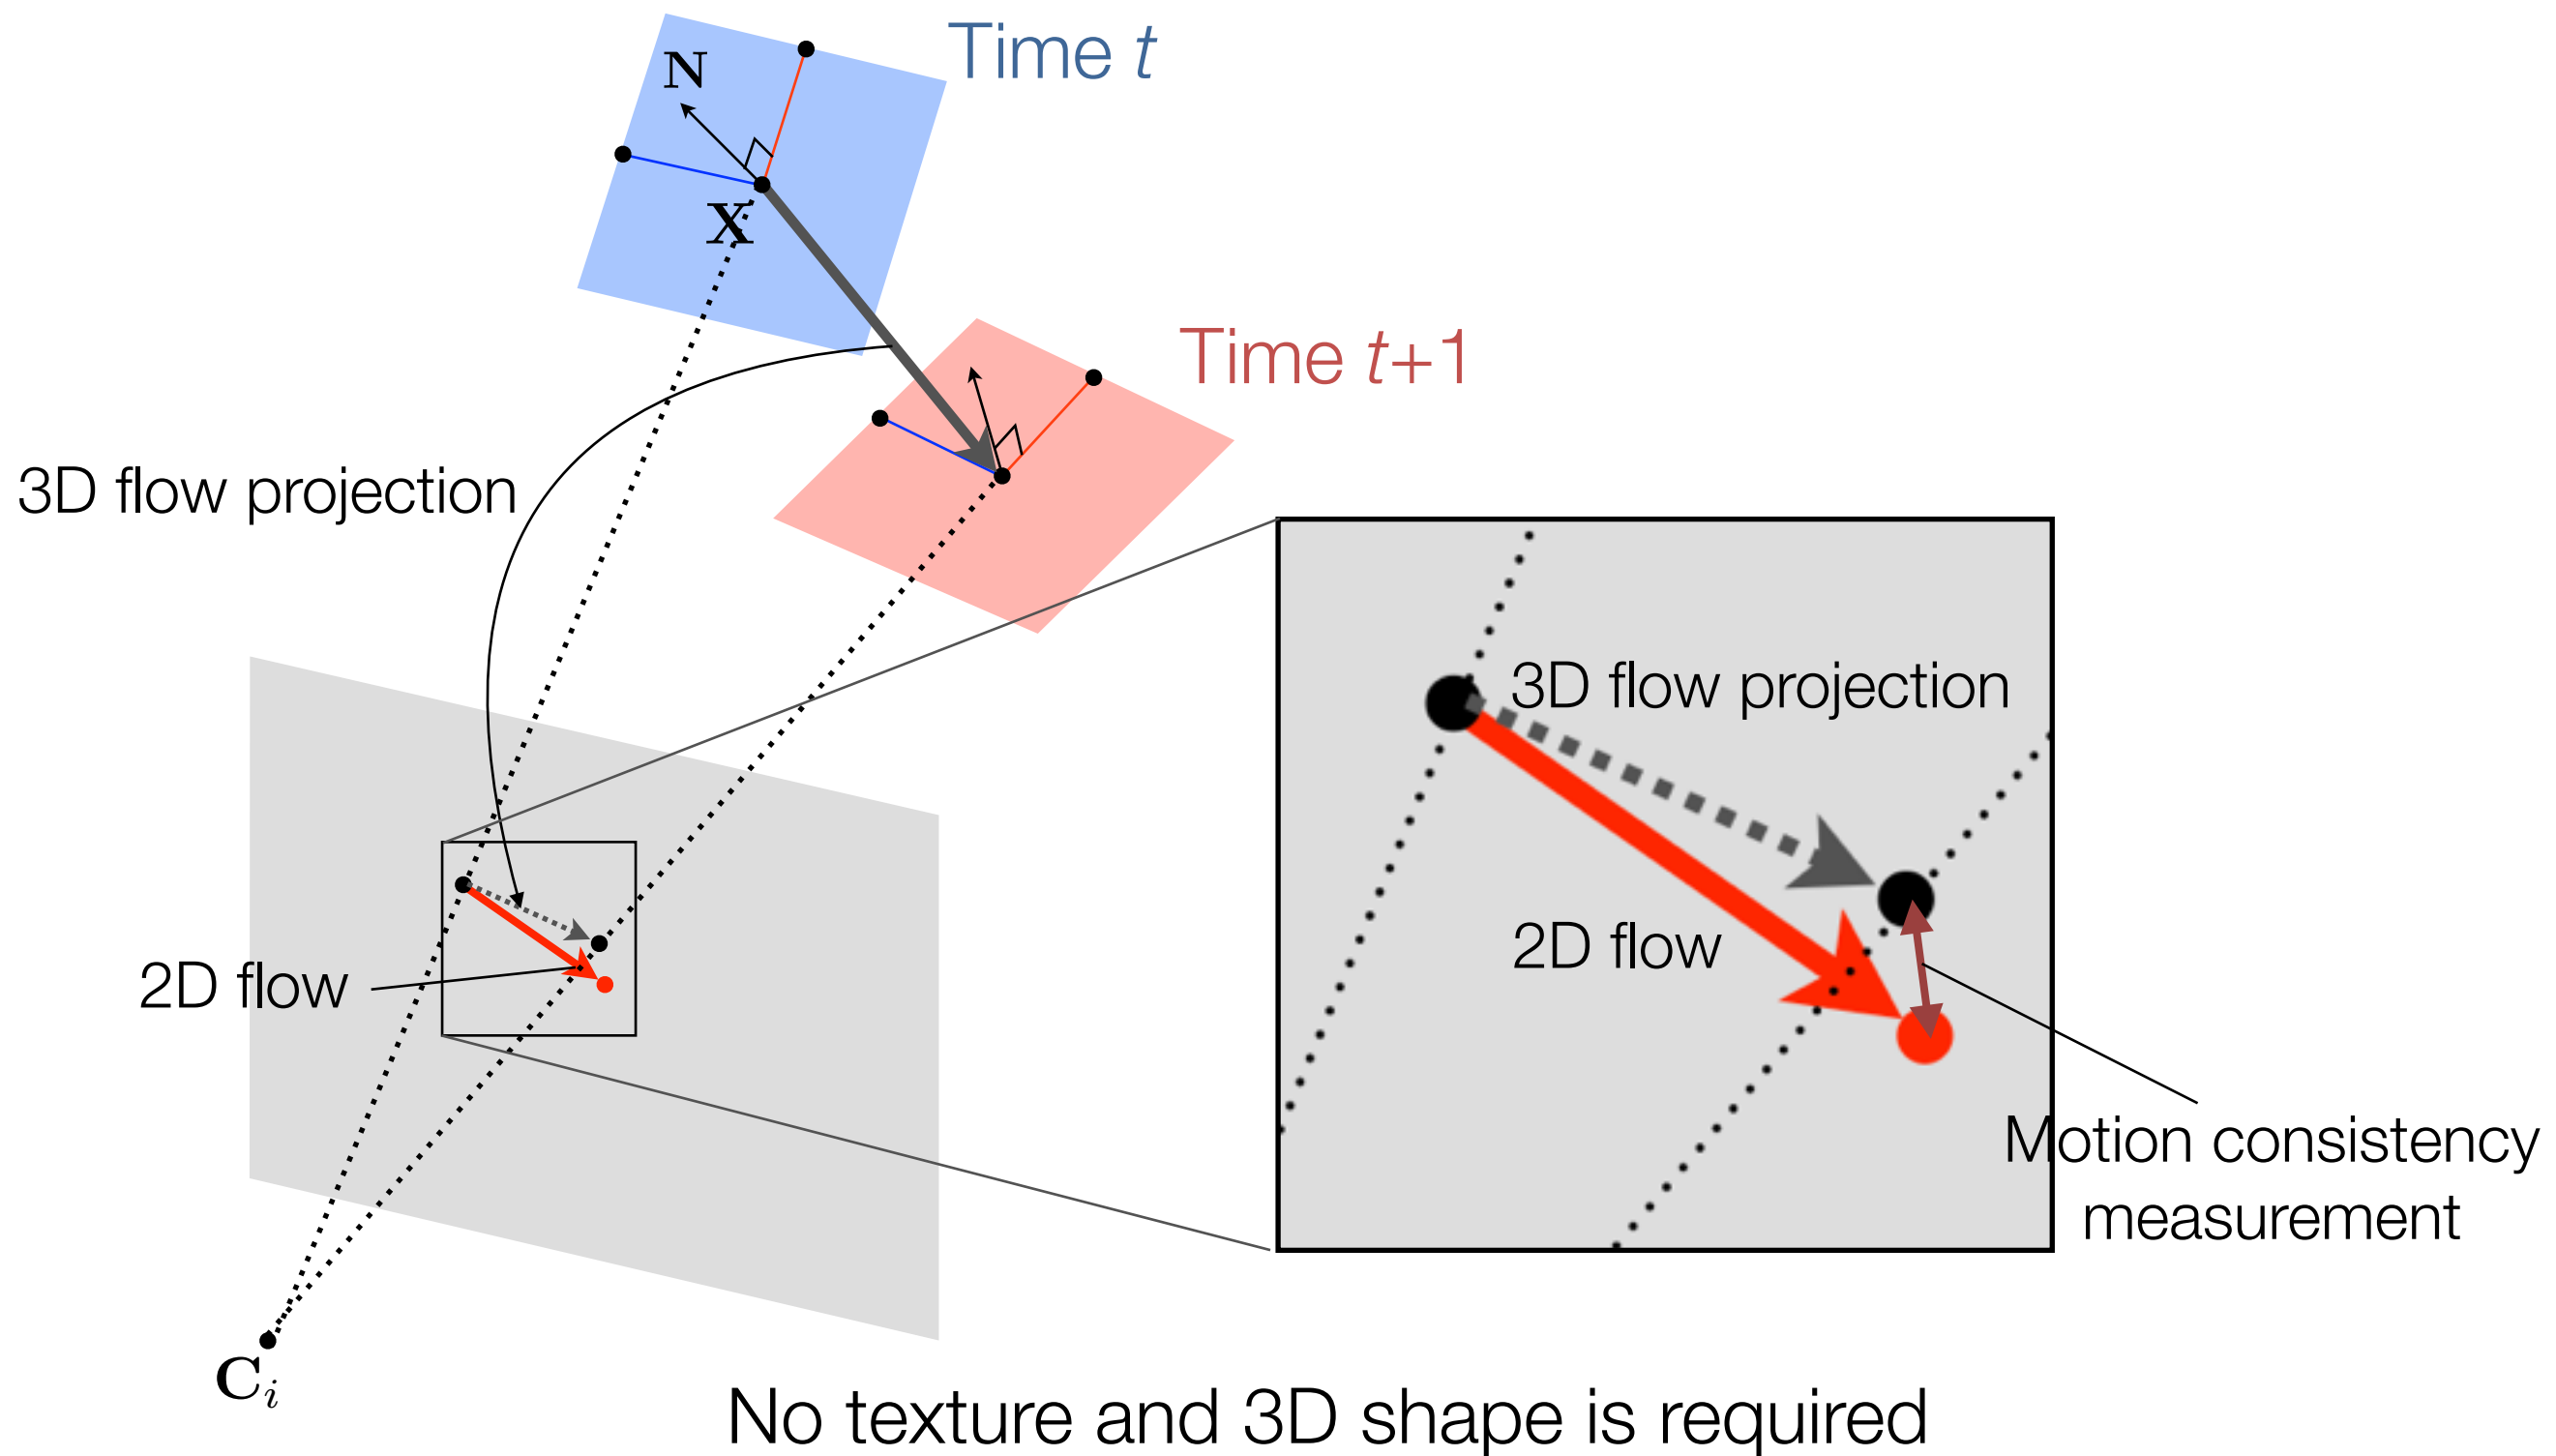 Time t
N
X
Time t+1
3D flow projection
3D flow projection
2D flow
2D flow
Motion consistency
measurement
C_i
No texture and 3D shape is required